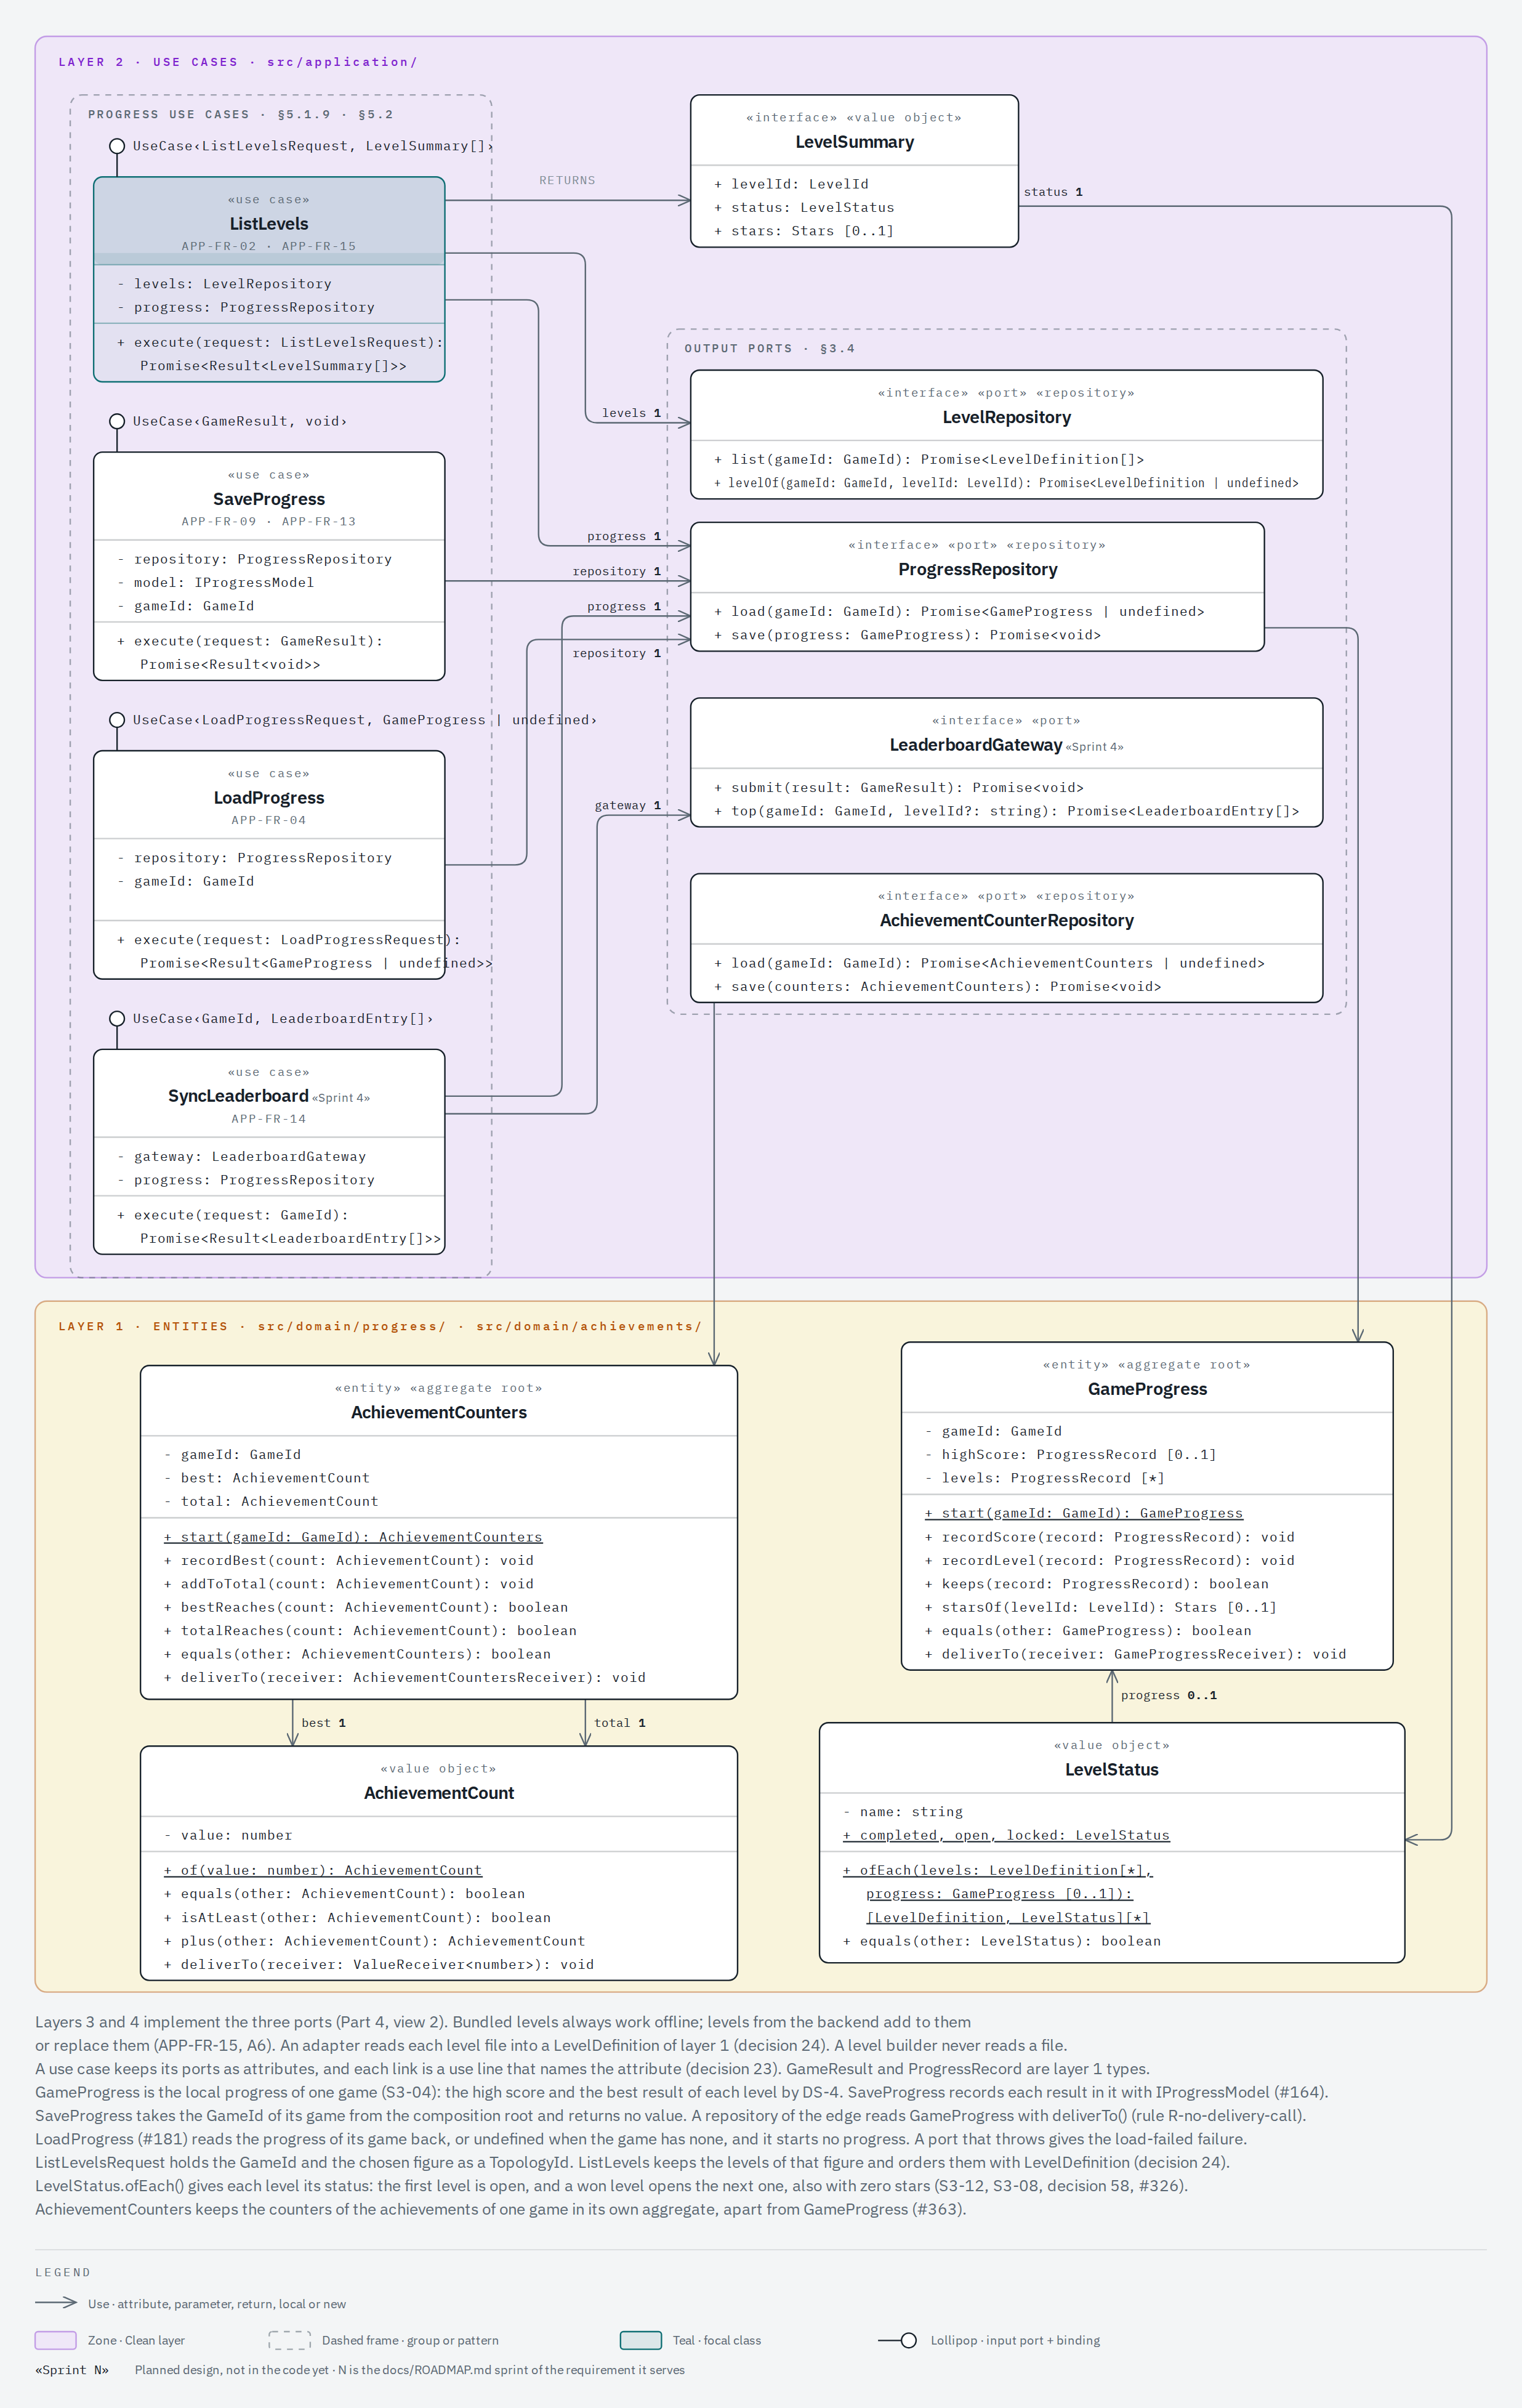 LAYER 2 · USE CASES · src/application/
PROGRESS USE CASES · §5.1.9 · §5.2
UseCase‹ListLevelsRequest, LevelSummary[]›
«use case»
ListLevels
APP-FR-02 · APP-FR-15
- levels: LevelRepository
- progress: ProgressRepository
+ execute(request: ListLevelsRequest):
Promise<Result<LevelSummary[]>>
RETURNS
«interface» «value object»
LevelSummary
+ levelId: LevelId
+ status: LevelStatus
+ stars: Stars [0..1]
status 1
UseCase‹GameResult, void›
«use case»
SaveProgress
APP-FR-09 · APP-FR-13
- repository: ProgressRepository
- model: IProgressModel
- gameId: GameId
+ execute(request: GameResult):
Promise<Result<void>>
UseCase‹LoadProgressRequest, GameProgress | undefined›
«use case»
LoadProgress
APP-FR-04
- repository: ProgressRepository
- gameId: GameId
+ execute(request: LoadProgressRequest):
Promise<Result<GameProgress | undefined>>
UseCase‹GameId, LeaderboardEntry[]›
«use case»
SyncLeaderboard «Sprint 4»
APP-FR-14
- gateway: LeaderboardGateway
- progress: ProgressRepository
+ execute(request: GameId):
Promise<Result<LeaderboardEntry[]>>
levels 1
progress 1
repository 1
progress 1
repository 1
gateway 1
OUTPUT PORTS · §3.4
«interface» «port» «repository»
LevelRepository
+ list(gameId: GameId): Promise<LevelDefinition[]>
+ levelOf(gameId: GameId, levelId: LevelId): Promise<LevelDefinition | undefined>
«interface» «port» «repository»
ProgressRepository
+ load(gameId: GameId): Promise<GameProgress | undefined>
+ save(progress: GameProgress): Promise<void>
«interface» «port»
LeaderboardGateway «Sprint 4»
+ submit(result: GameResult): Promise<void>
+ top(gameId: GameId, levelId?: string): Promise<LeaderboardEntry[]>
«interface» «port» «repository»
AchievementCounterRepository
+ load(gameId: GameId): Promise<AchievementCounters | undefined>
+ save(counters: AchievementCounters): Promise<void>
LAYER 1 · ENTITIES · src/domain/progress/ · src/domain/achievements/
«entity» «aggregate root»
AchievementCounters
- gameId: GameId
- best: AchievementCount
- total: AchievementCount
+ start(gameId: GameId): AchievementCounters
+ recordBest(count: AchievementCount): void
+ addToTotal(count: AchievementCount): void
+ bestReaches(count: AchievementCount): boolean
+ totalReaches(count: AchievementCount): boolean
+ equals(other: AchievementCounters): boolean
+ deliverTo(receiver: AchievementCountersReceiver): void
best 1
total 1
«value object»
AchievementCount
- value: number
+ of(value: number): AchievementCount
+ equals(other: AchievementCount): boolean
+ isAtLeast(other: AchievementCount): boolean
+ plus(other: AchievementCount): AchievementCount
+ deliverTo(receiver: ValueReceiver<number>): void
«entity» «aggregate root»
GameProgress
- gameId: GameId
- highScore: ProgressRecord [0..1]
- levels: ProgressRecord [*]
+ start(gameId: GameId): GameProgress
+ recordScore(record: ProgressRecord): void
+ recordLevel(record: ProgressRecord): void
+ keeps(record: ProgressRecord): boolean
+ starsOf(levelId: LevelId): Stars [0..1]
+ equals(other: GameProgress): boolean
+ deliverTo(receiver: GameProgressReceiver): void
progress 0..1
«value object»
LevelStatus
- name: string
+ completed, open, locked: LevelStatus
+ ofEach(levels: LevelDefinition[*],
progress: GameProgress [0..1]):
[LevelDefinition, LevelStatus][*]
+ equals(other: LevelStatus): boolean
Layers 3 and 4 implement the three ports (Part 4, view 2). Bundled levels always work offline; levels from the backend add to them
or replace them (APP-FR-15, A6). An adapter reads each level file into a LevelDefinition of layer 1 (decision 24). A level builder never reads a file.
A use case keeps its ports as attributes, and each link is a use line that names the attribute (decision 23). GameResult and ProgressRecord are layer 1 types.
GameProgress is the local progress of one game (S3-04): the high score and the best result of each level by DS-4. SaveProgress records each result in it with IProgressModel (#164).
SaveProgress takes the GameId of its game from the composition root and returns no value. A repository of the edge reads GameProgress with deliverTo() (rule R-no-delivery-call).
LoadProgress (#181) reads the progress of its game back, or undefined when the game has none, and it starts no progress. A port that throws gives the load-failed failure.
ListLevelsRequest holds the GameId and the chosen figure as a TopologyId. ListLevels keeps the levels of that figure and orders them with LevelDefinition (decision 24).
LevelStatus.ofEach() gives each level its status: the first level is open, and a won level opens the next one, also with zero stars (S3-12, S3-08, decision 58, #326).
AchievementCounters keeps the counters of the achievements of one game in its own aggregate, apart from GameProgress (#363).
LEGEND
Use · attribute, parameter, return, local or new
Zone · Clean layer
Dashed frame · group or pattern
Teal · focal class
Lollipop · input port + binding
«Sprint N» Planned design, not in the code yet · N is the docs/ROADMAP.md sprint of the requirement it serves